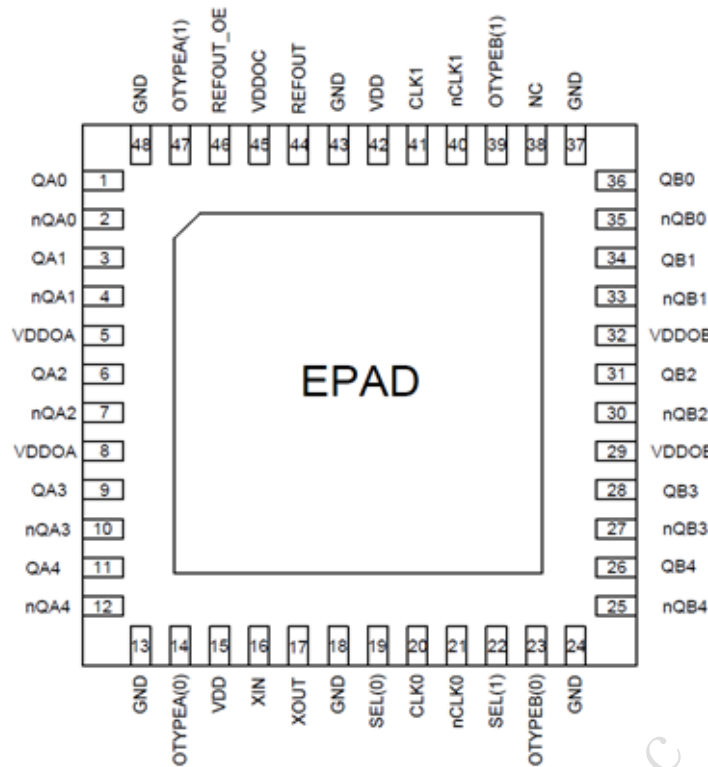 GND OTYPEA(1) REFOUT_OE VDDOC REFOUT GND VDD CLK1 nCLK1 OTYPEB(1) NC GND
48 47 46 45 44 43 42 41 40 39 38 37
QA0 1 36 QB0
nQA0 2 35 nQB0
QA1 3 34 QB1
nQA1 4 33 nQB1
VDDOA 5 32 VDDOB
QA2 6 31 QB2
EPAD
nQA2 7 30 nQB2
VDDOA 8 29 VDDOB
QA3 9 28 QB3
nQA3 10 27 nQB3
QA4 11 26 QB4
nQA4 12 25 nQB4
13 14 15 16 17 18 19 20 21 22 23 24
GND OTYPEA(0) VDD XIN XOUT GND SEL(0) CLK0 nCLK0 SEL(1) OTYPEB(0) GND